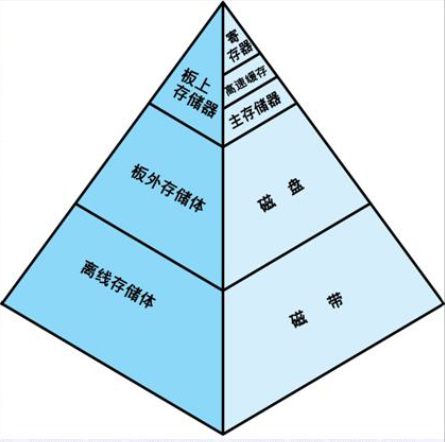 寄
存器
高速缓存
主存储器
板上
存储器
板外存储体
磁 盘
离线存储体
磁 带